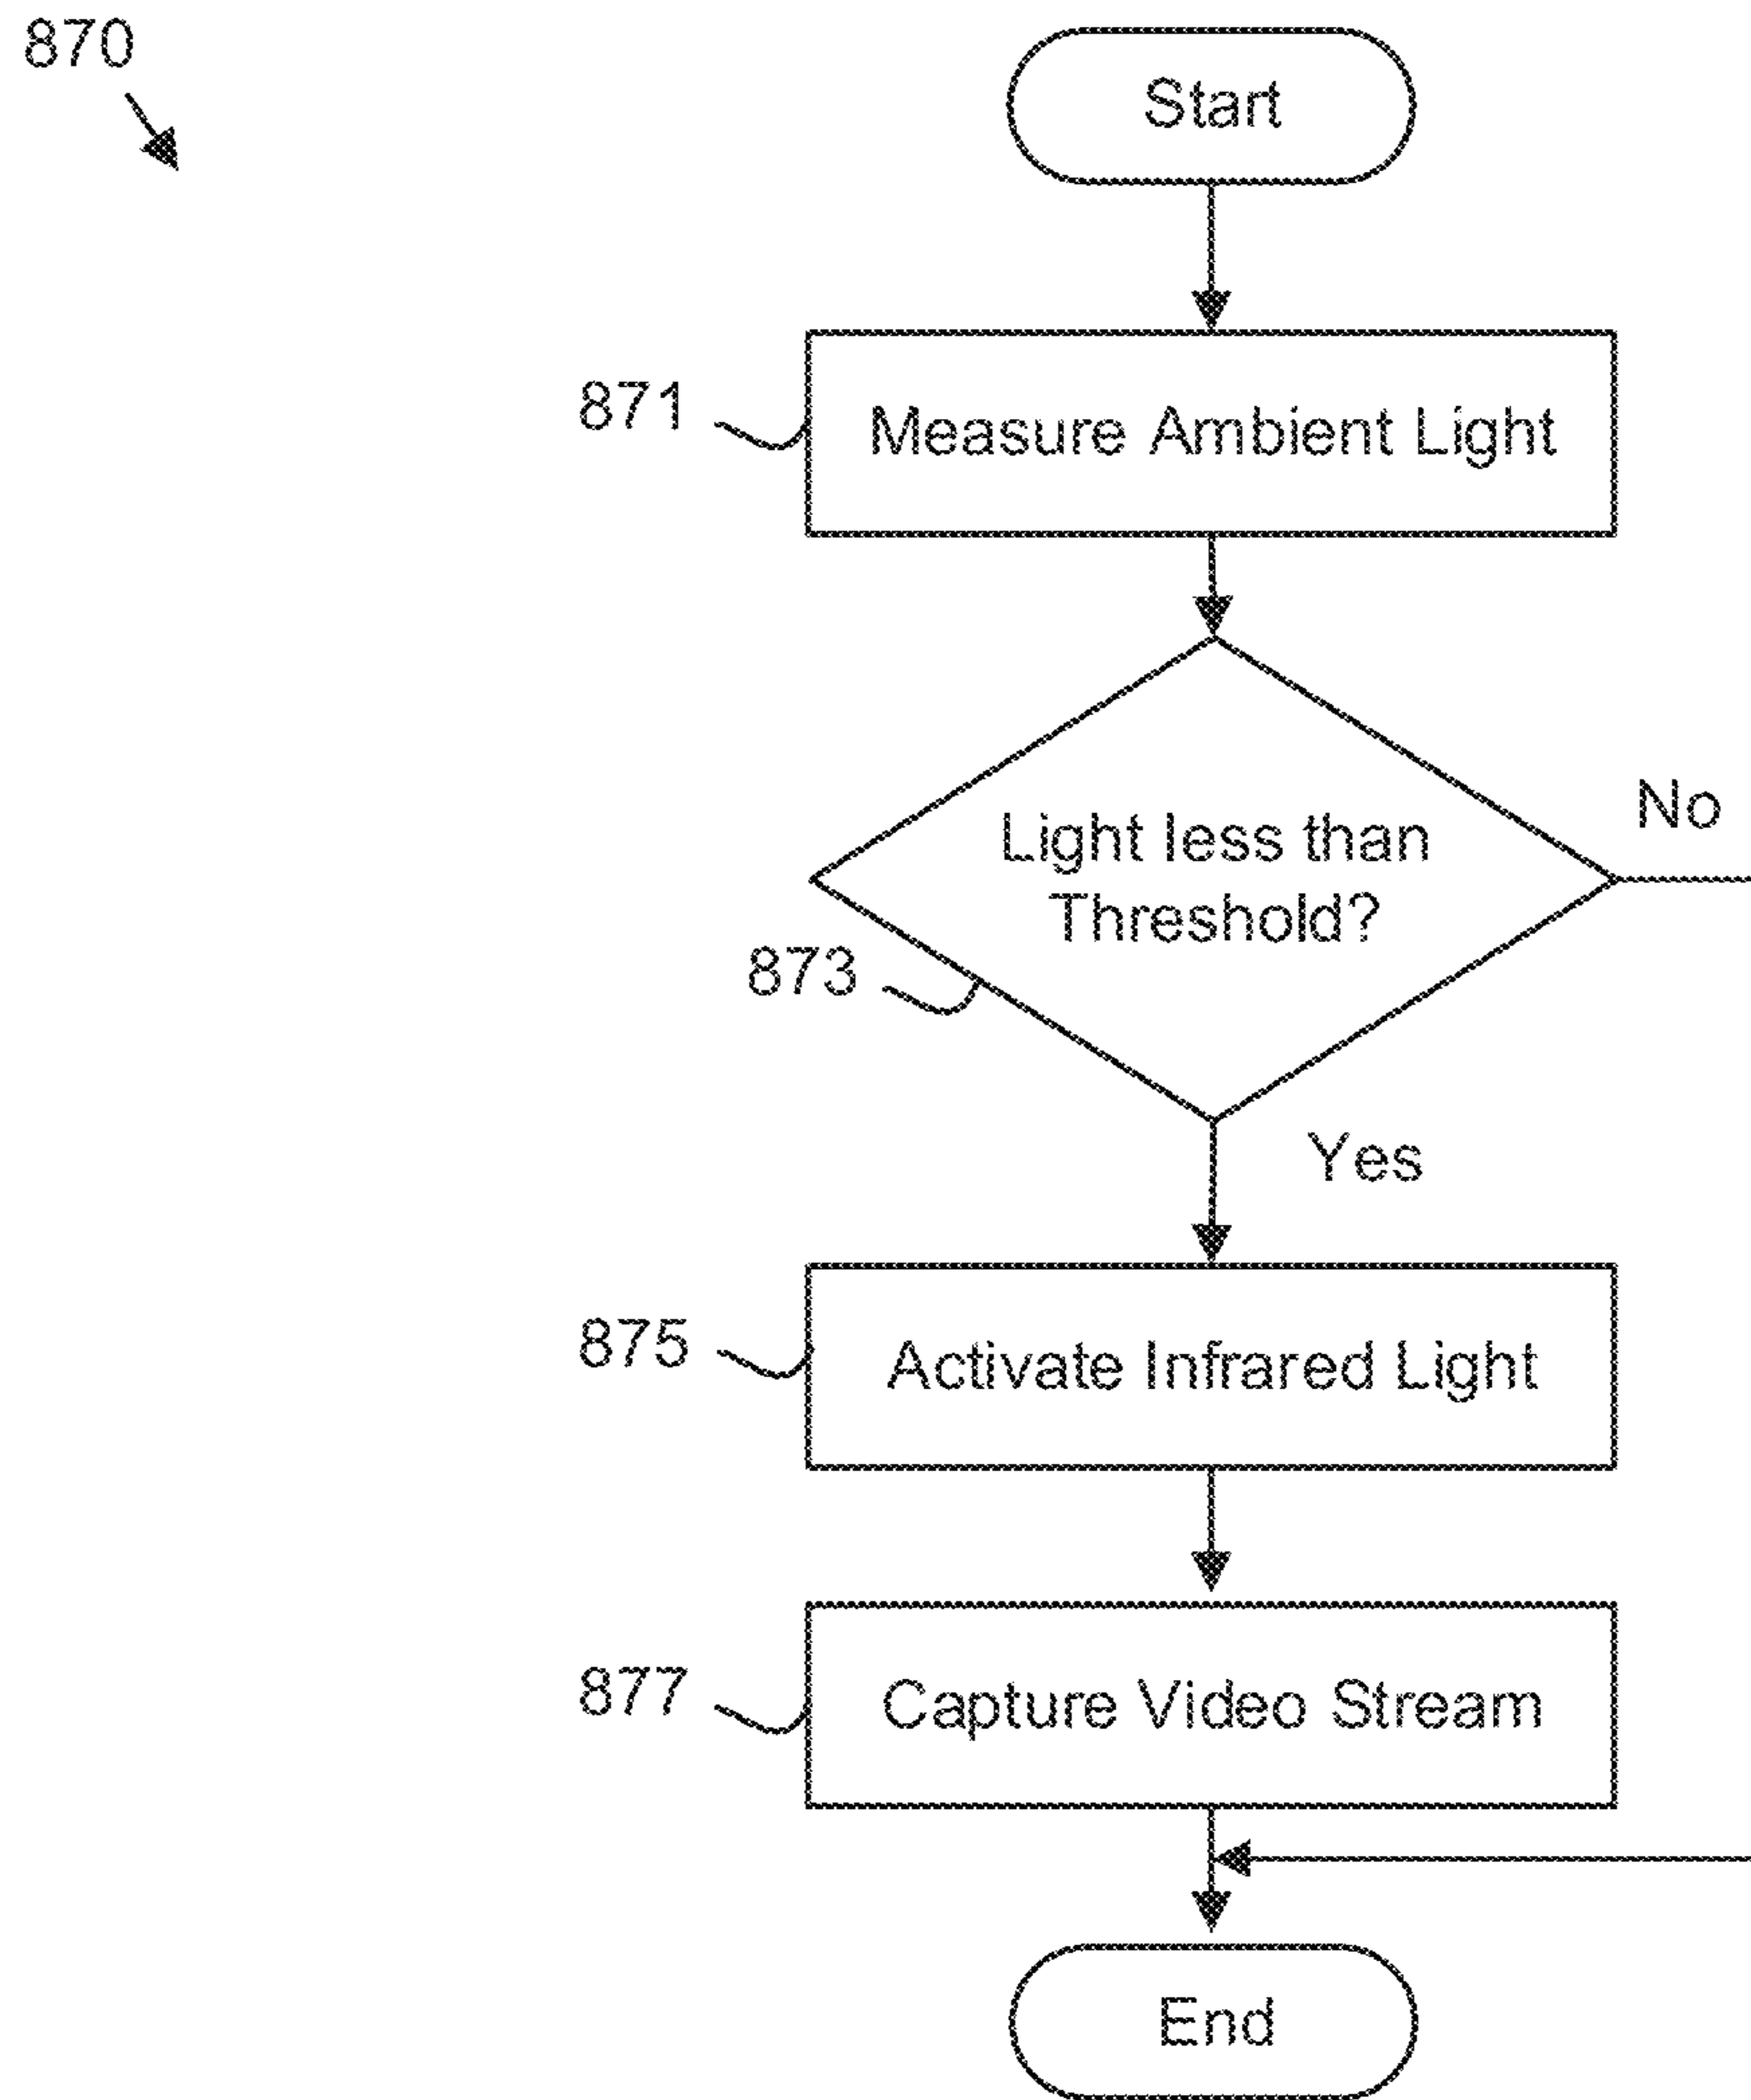 870
Start
871
Measure Ambient Light
Light less than
Threshold?
No
873
Yes
875
Activate Infrared Light
877
Capture Video Stream
End